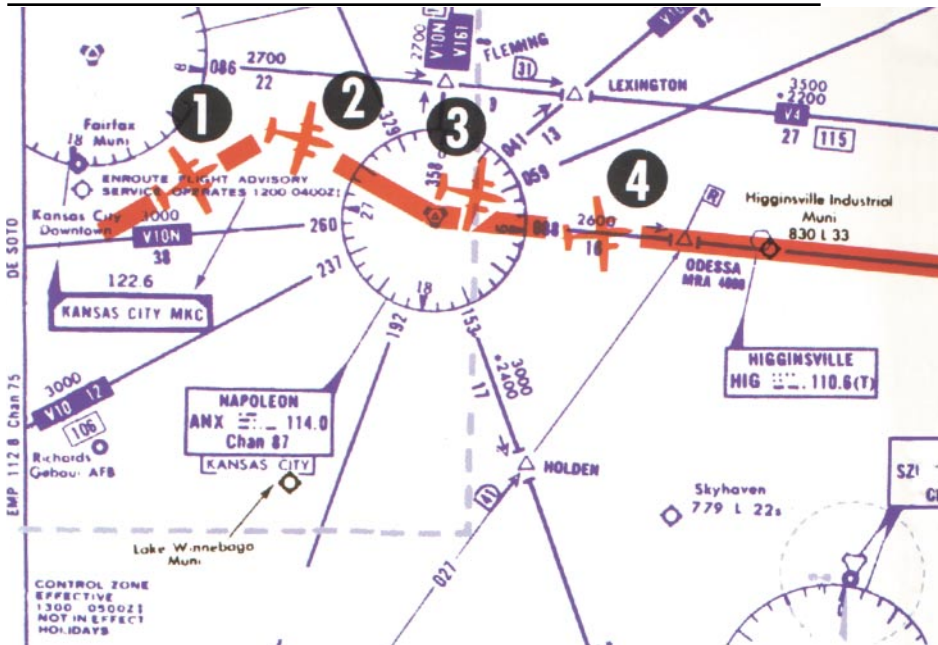 2700
V10N
V161
FLEMING
31
V10
82
8
086
2700
22
LEXINGTON
3500
*2200
V4
27
115
1
2
3
4
329
9
041
13
059
358
Fairfax
Muni
18
ENROUTE FLIGHT ADVISORY
SERVICE OPERATES 1200 0400Z‡
Kansas City
Downtown
3000
V10N
38
260
27
088
2600
16
R
ODESSA
MRA 4000
Higginsville Industrial
Muni
830 L 33
122.6
KANSAS CITY MKC
237
18
192
153
3000
*2400
17
HIGGINSVILLE
HIG 110.6(T)
3000
V10 12
106
Richards
Gebaur AFB
NAPOLEON
ANX 114.0
Chan 87
KANSAS CITY
Lake Winnebago
Muni
HOLDEN
41
027
Skyhaven
779 L 22s
SZI
DE SOTO
EMP 112 8 Chan 75
CONTROL ZONE
EFFECTIVE
1300 0500Z‡
NOT IN EFFECT
HOLIDAYS